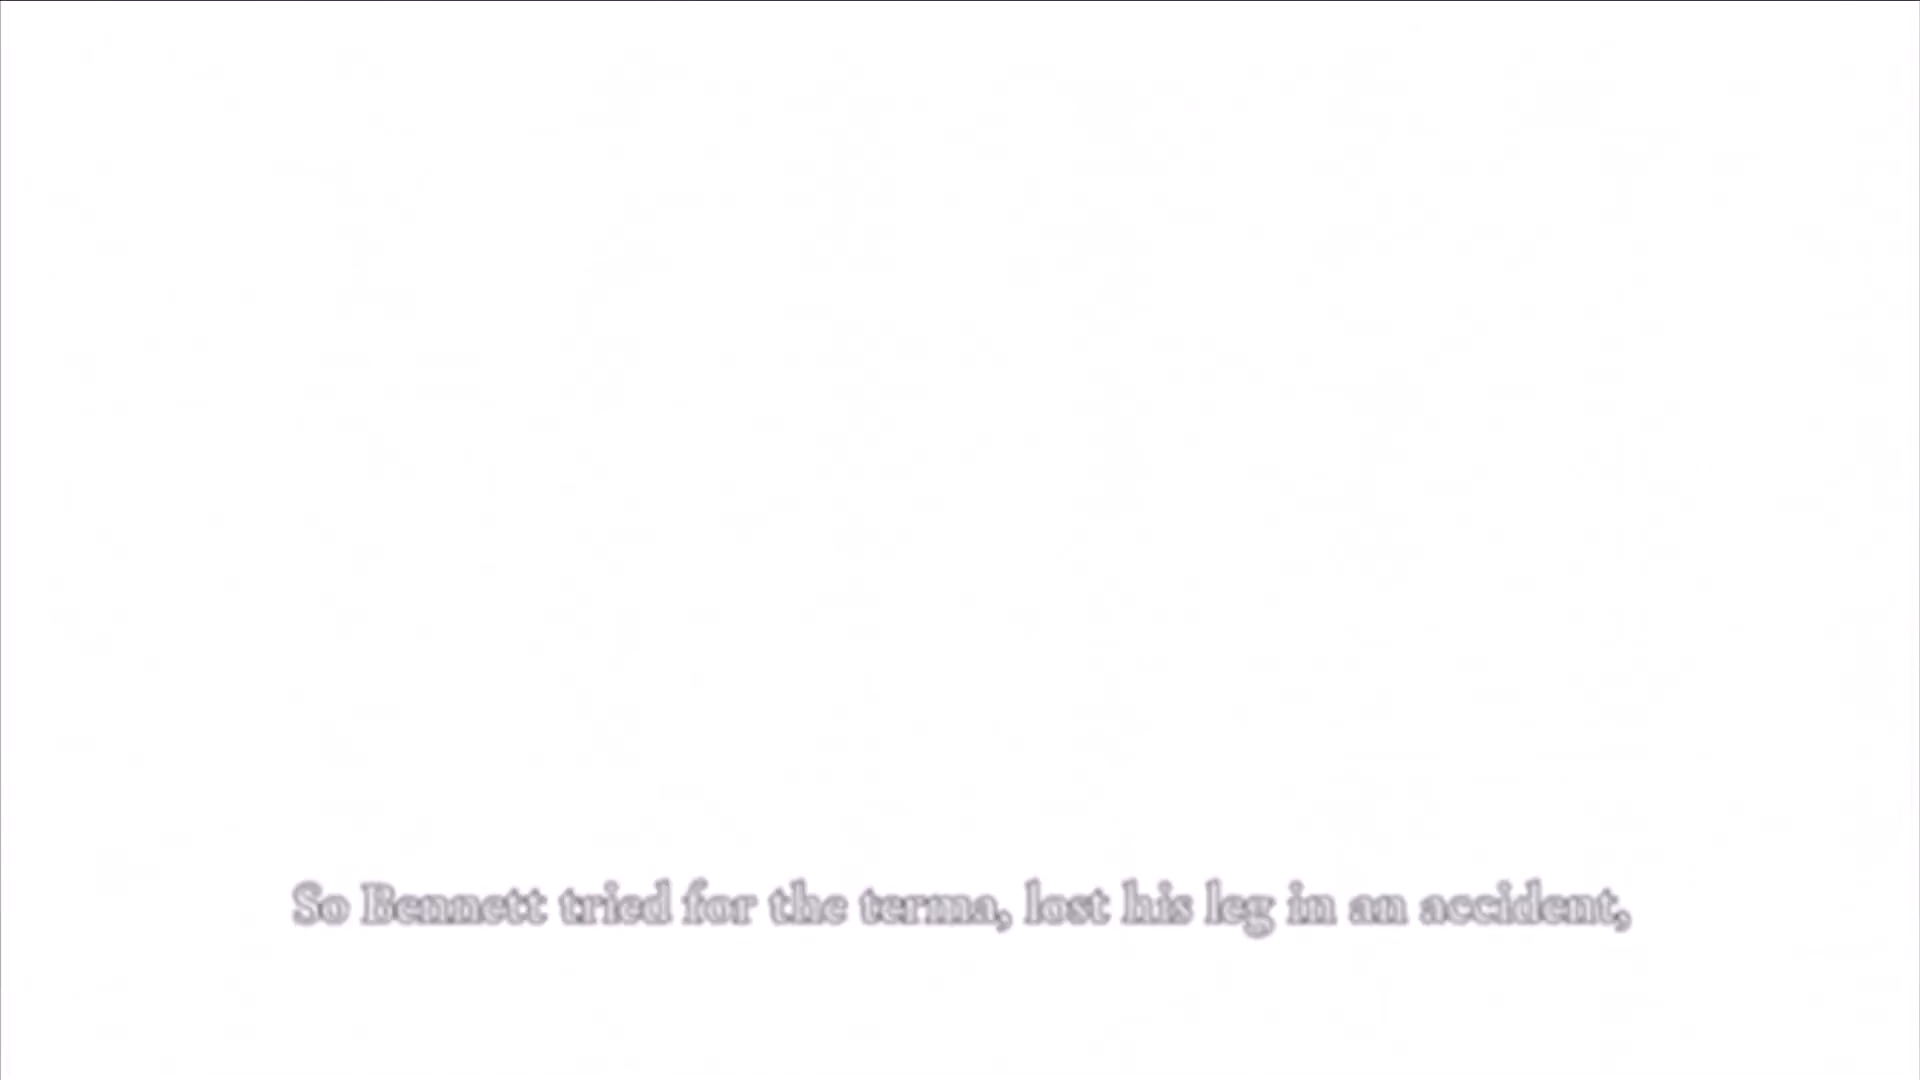 So Bennett tried for the terma, lost his leg in an accident,